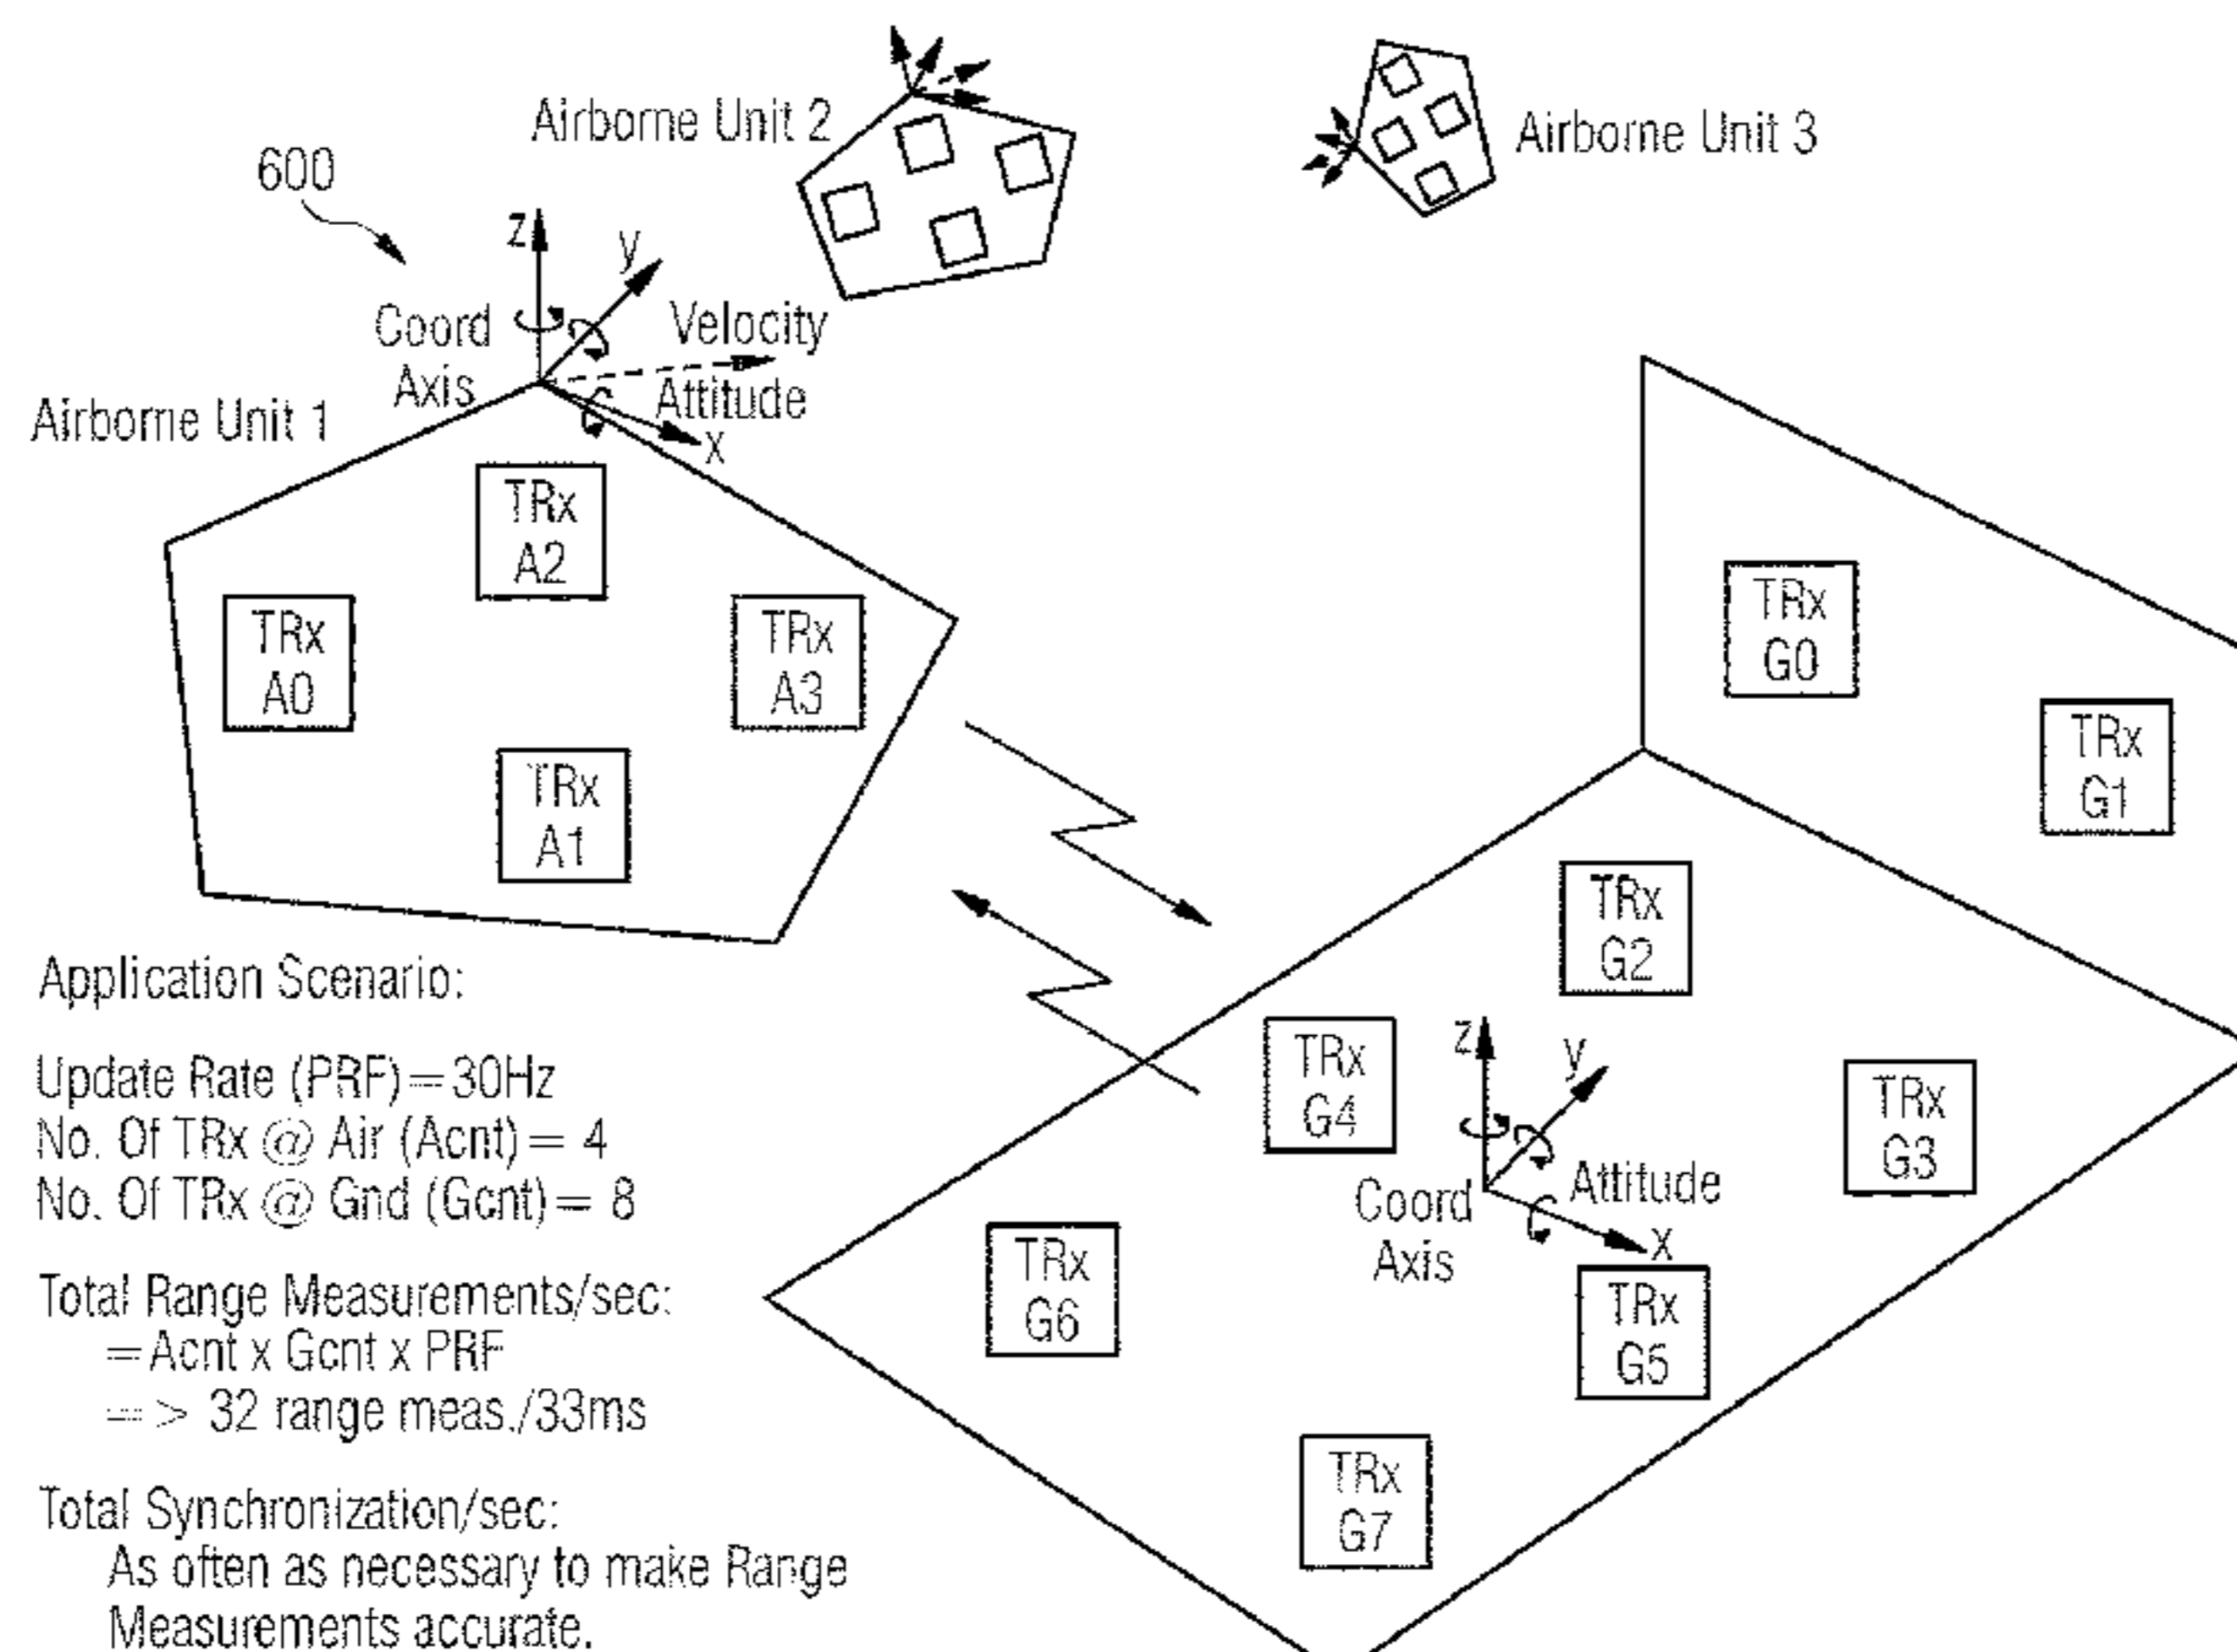 Airborne Unit 2
Airborne Unit 3
600
z
y
Coord
Axis
Velocity
Attitude
x
Airborne Unit 1
TRx
A2
TRx
A0
TRx
A3
TRx
A1
TRx
G0
TRx
G1
TRx
G2
TRx
G4
TRx
G3
z
y
Coord
Axis
Attitude
x
TRx
G6
TRx
G5
TRx
G7
Application Scenario:
Update Rate (PRF)=30Hz
No. Of TRx @ Air (Acnt)= 4
No. Of TRx @ Gnd (Gcnt)= 8
Total Range Measurements/sec:
=Acnt x Gcnt x PRF
=> 32 range meas./33ms
Total Synchronization/sec:
As often as necessary to make Range
Measurements accurate.